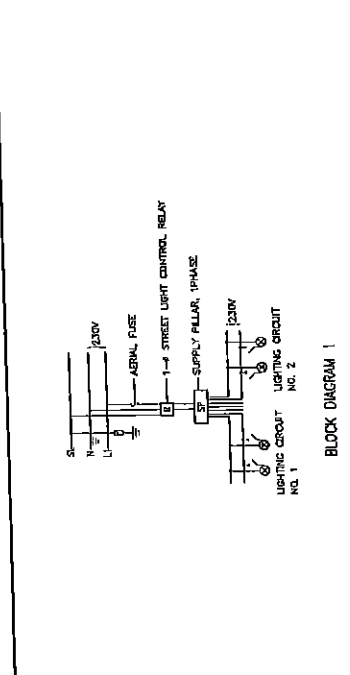 SL
N
L1
230V
AERIAL FUSE
1-ϕ STREET LIGHT CONTROL RELAY
SUPPLY PILLAR, 1PHASE
R
SP
230V
LIGHTING CIRCUIT
NO. 1
LIGHTING CIRCUIT
NO. 2
BLOCK DIAGRAM 1